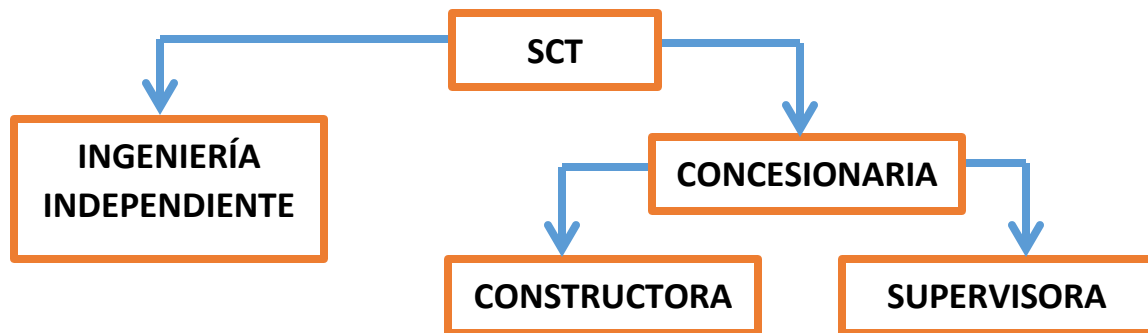 SCT
INGENIERÍA
INDEPENDIENTE
CONCESIONARIA
CONSTRUCTORA
SUPERVISORA